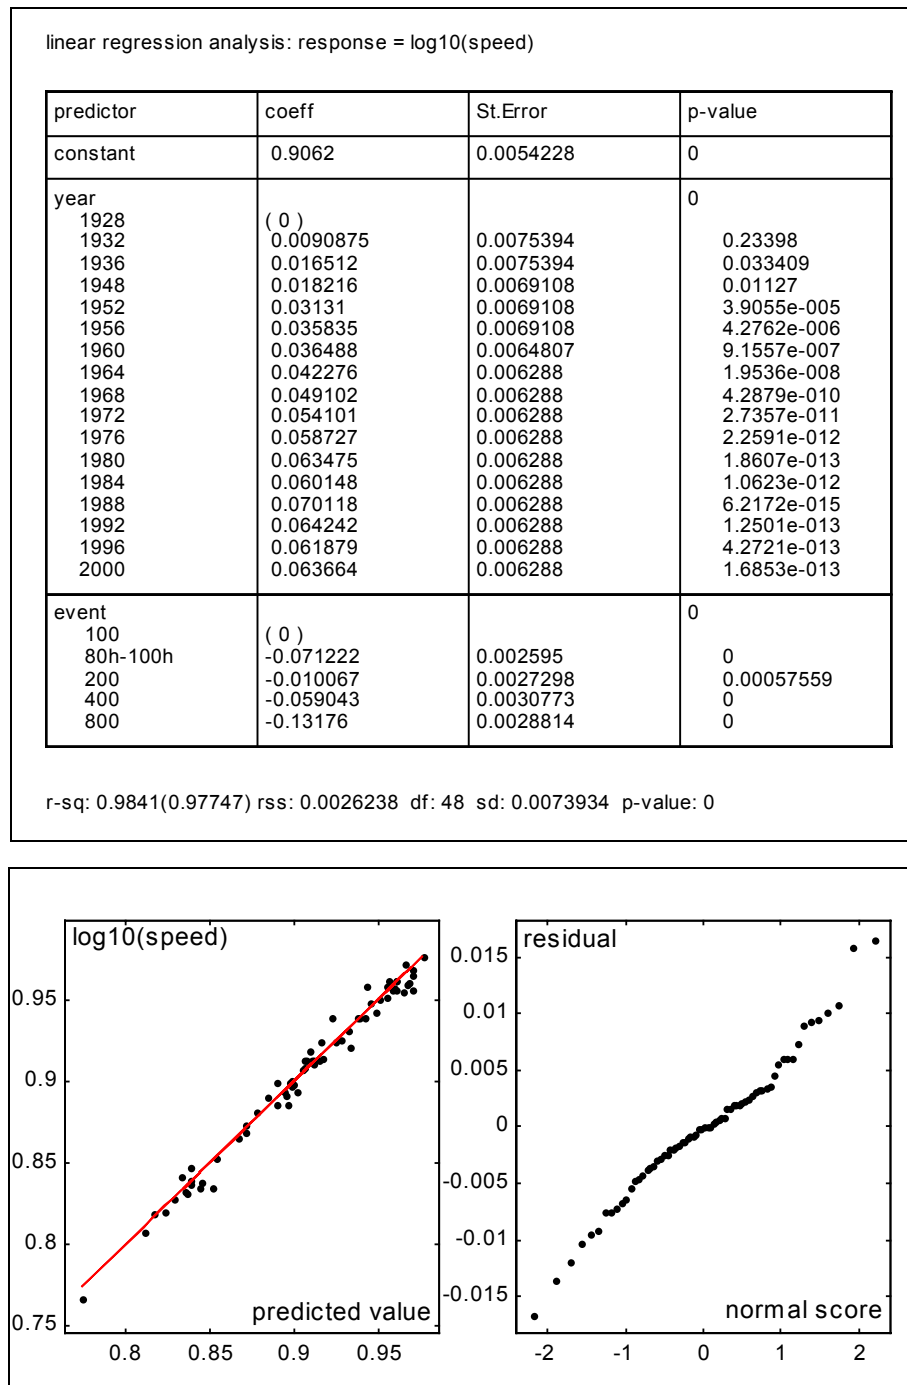 linear regression analysis: response = log10(speed)
predictor coeff St.Error p-value
constant 0.9062 0.0054228 0
year 0
1928 ( 0 )
1932 0.0090875 0.0075394 0.23398
1936 0.016512 0.0075394 0.033409
1948 0.018216 0.0069108 0.01127
1952 0.03131 0.0069108 3.9055e-005
1956 0.035835 0.0069108 4.2762e-006
1960 0.036488 0.0064807 9.1557e-007
1964 0.042276 0.006288 1.9536e-008
1968 0.049102 0.006288 4.2879e-010
1972 0.054101 0.006288 2.7357e-011
1976 0.058727 0.006288 2.2591e-012
1980 0.063475 0.006288 1.8607e-013
1984 0.060148 0.006288 1.0623e-012
1988 0.070118 0.006288 6.2172e-015
1992 0.064242 0.006288 1.2501e-013
1996 0.061879 0.006288 4.2721e-013
2000 0.063664 0.006288 1.6853e-013
event 0
100 ( 0 )
80h-100h -0.071222 0.002595 0
200 -0.010067 0.0027298 0.00057559
400 -0.059043 0.0030773 0
800 -0.13176 0.0028814 0
r-sq: 0.9841(0.97747) rss: 0.0026238 df: 48 sd: 0.0073934 p-value: 0
log10(speed)
0.95
0.9
0.85
0.8
0.75
predicted value
0.8 0.85 0.9 0.95
residual
0.015
0.01
0.005
0
-0.005
-0.01
-0.015
normal score
-2 -1 0 1 2